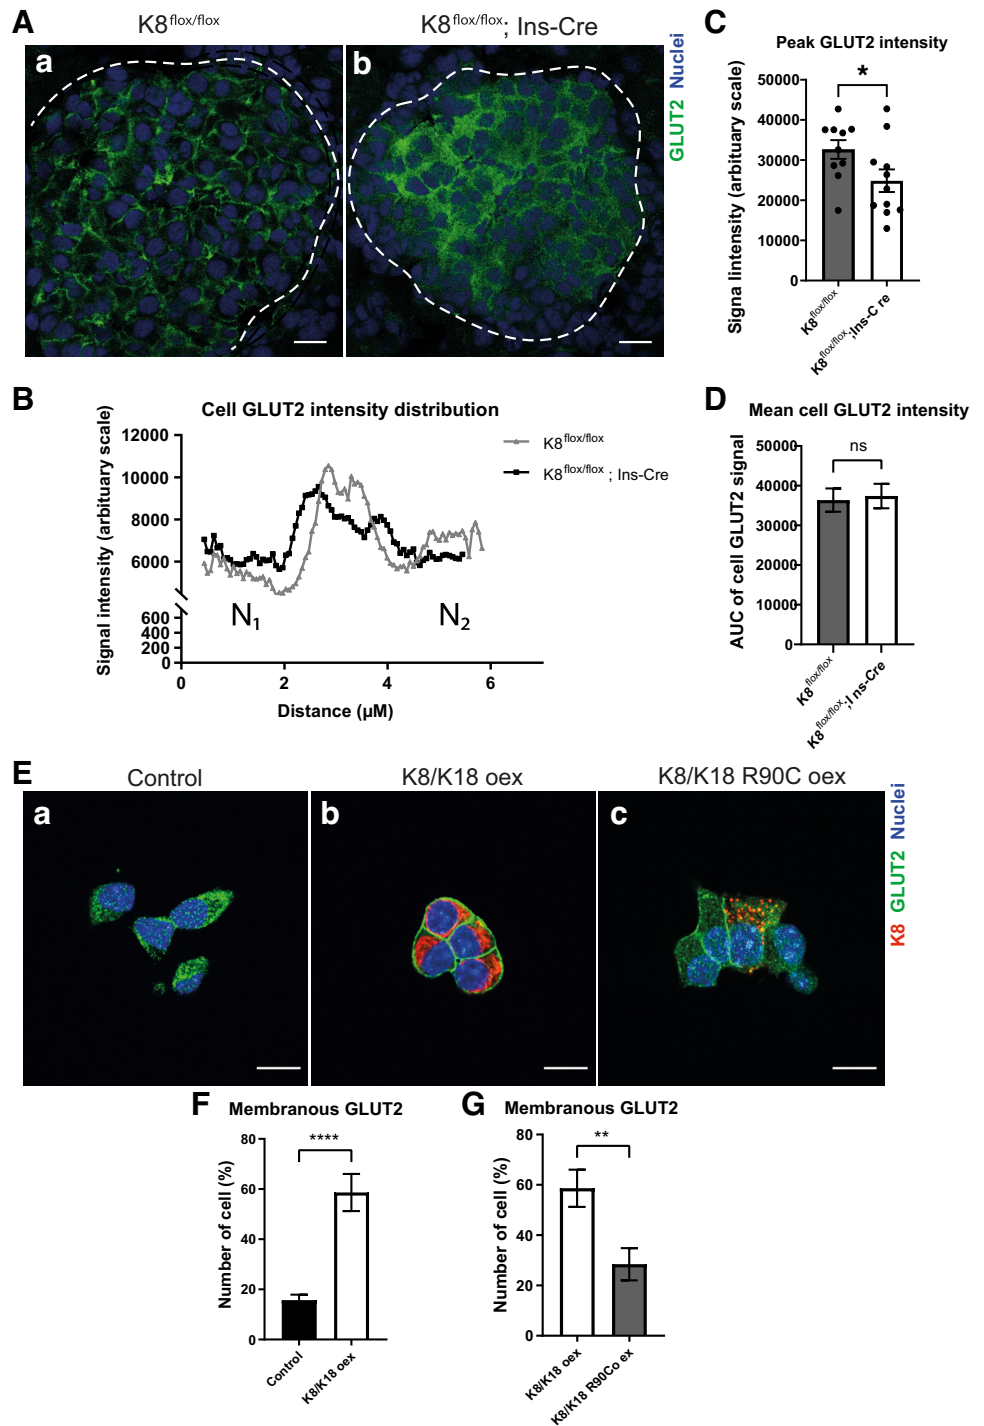 A
K8flox/flox
K8flox/flox; Ins-Cre
a
b
GLUT2 Nuclei
C
Peak GLUT2 intensity
Signa lintensity (arbituary scale)
50000
40000
30000
20000
10000
0
*
K8flox/flox
K8flox/flox;Ins-C re
B
Cell GLUT2 intensity distribution
Signal intensity (arbituary scale)
12000
10000
8000
6000
600
400
200
0
N1
N2
0 2 4 6
Distance (µM)
K8flox/flox
K8flox/flox ; Ins-Cre
D
Mean cell GLUT2 intensity
AUC of cell GLUT2 signal
50000
40000
30000
20000
10000
0
ns
K8flox/flox
K8flox/flox;I ns-Cre
E
Control
K8/K18 oex
K8/K18 R90C oex
a
b
c
K8 GLUT2 Nuclei
F
Membranous GLUT2
Number of cell (%)
80
60
40
20
0
****
Control
K8/K18 oex
G
Membranous GLUT2
Number of cell (%)
80
60
40
20
0
**
K8/K18 oex
K8/K18 R90Co ex